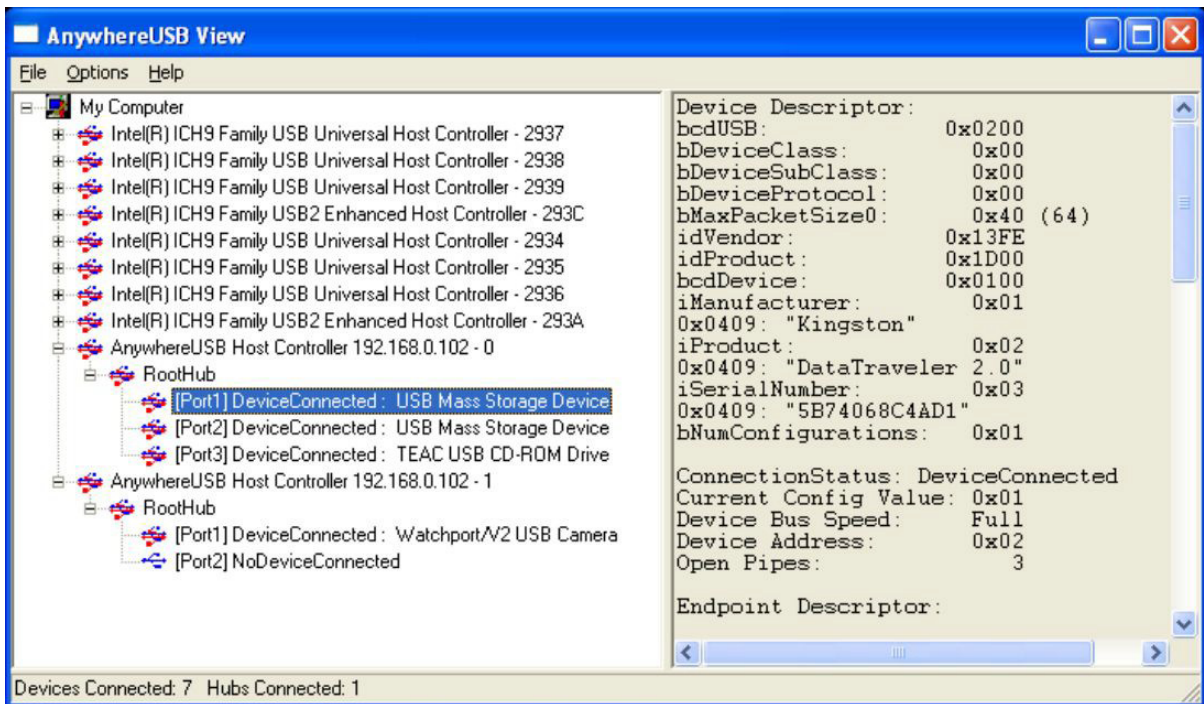 AnywhereUSB View
File Options Help
My Computer
Intel(R) ICH9 Family USB Universal Host Controller - 2937
Intel(R) ICH9 Family USB Universal Host Controller - 2938
Intel(R) ICH9 Family USB Universal Host Controller - 2939
Intel(R) ICH9 Family USB2 Enhanced Host Controller - 293C
Intel(R) ICH9 Family USB Universal Host Controller - 2934
Intel(R) ICH9 Family USB Universal Host Controller - 2935
Intel(R) ICH9 Family USB Universal Host Controller - 2936
Intel(R) ICH9 Family USB2 Enhanced Host Controller - 293A
AnywhereUSB Host Controller 192.168.0.102 - 0
RootHub
[Port1] DeviceConnected : USB Mass Storage Device
[Port2] DeviceConnected : USB Mass Storage Device
[Port3] DeviceConnected : TEAC USB CD-ROM Drive
AnywhereUSB Host Controller 192.168.0.102 - 1
RootHub
[Port1] DeviceConnected : Watchport/V2 USB Camera
[Port2] NoDeviceConnected
Device Descriptor:
bcdUSB: 0x0200
bDeviceClass: 0x00
bDeviceSubClass: 0x00
bDeviceProtocol: 0x00
bMaxPacketSize0: 0x40 (64)
idVendor: 0x13FE
idProduct: 0x1D00
bcdDevice: 0x0100
iManufacturer: 0x01
0x0409: "Kingston"
iProduct: 0x02
0x0409: "DataTraveler 2.0"
iSerialNumber: 0x03
0x0409: "5B74068C4AD1"
bNumConfigurations: 0x01
ConnectionStatus: DeviceConnected
Current Config Value: 0x01
Device Bus Speed: Full
Device Address: 0x02
Open Pipes: 3
Endpoint Descriptor:
Devices Connected: 7 Hubs Connected: 1